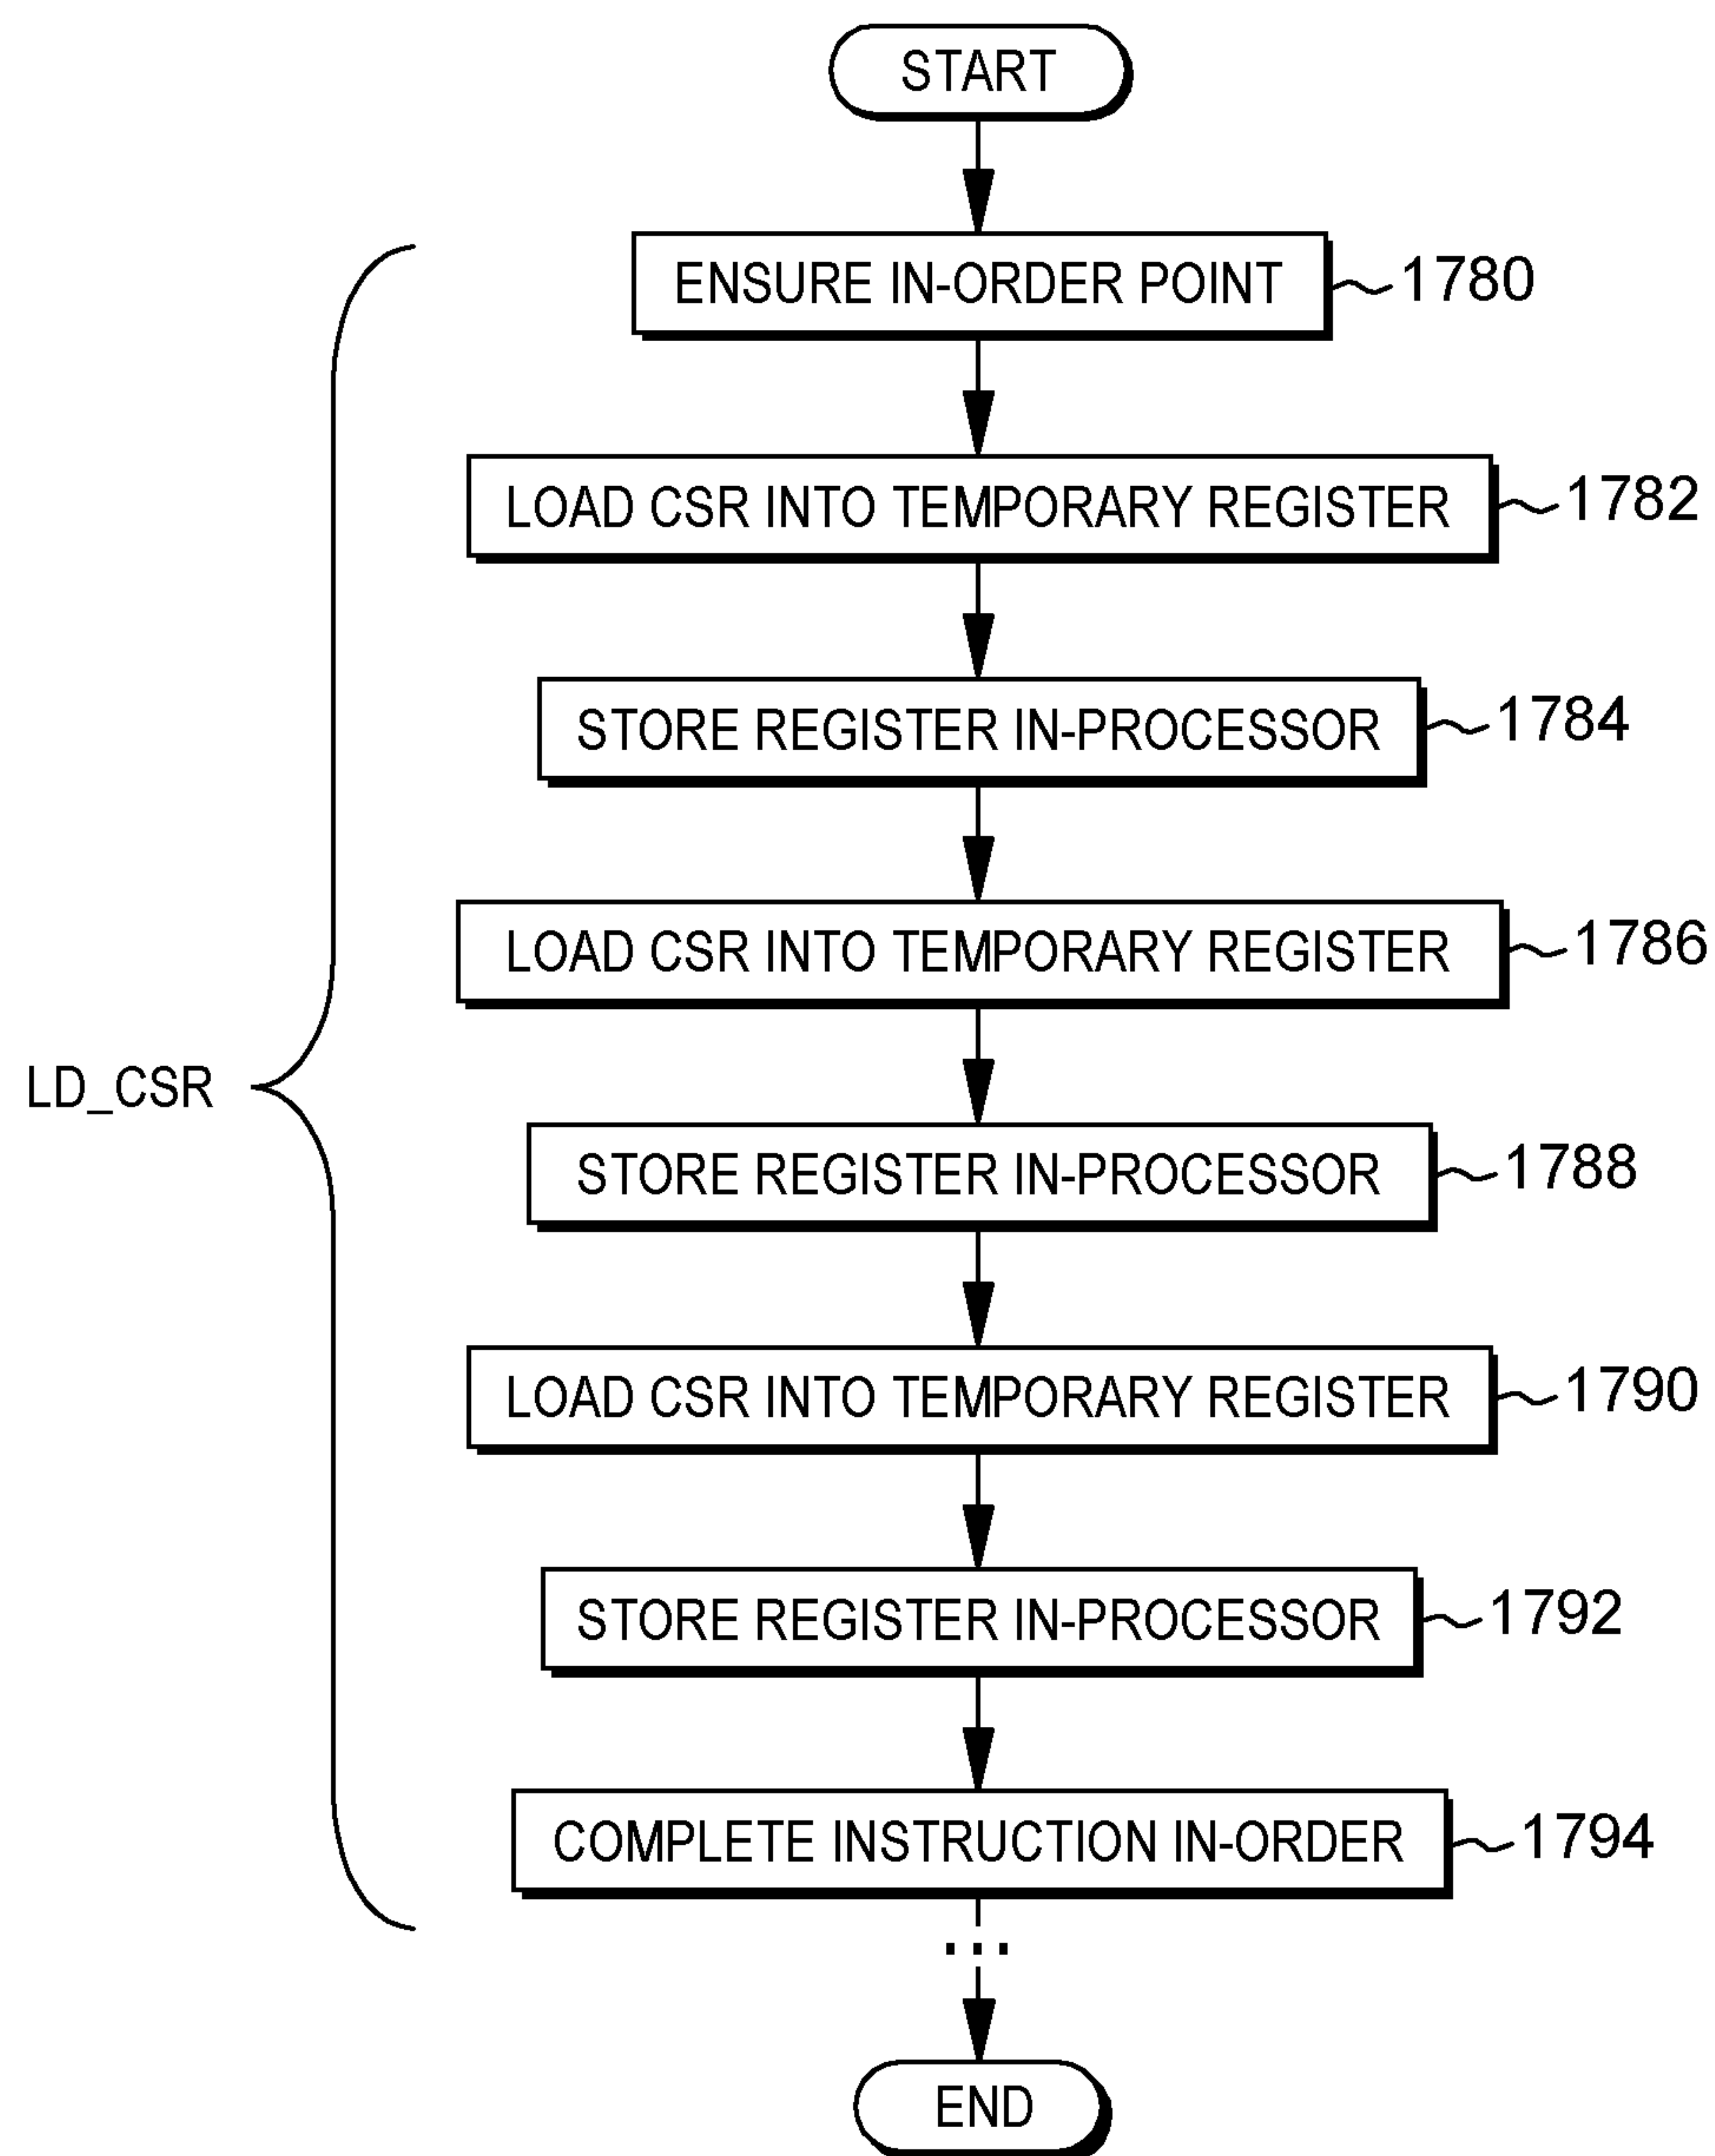 START
ENSURE IN-ORDER POINT
1780
LOAD CSR INTO TEMPORARY REGISTER
1782
STORE REGISTER IN-PROCESSOR
1784
LOAD CSR INTO TEMPORARY REGISTER
1786
LD_CSR
STORE REGISTER IN-PROCESSOR
1788
LOAD CSR INTO TEMPORARY REGISTER
1790
STORE REGISTER IN-PROCESSOR
1792
COMPLETE INSTRUCTION IN-ORDER
1794
...
END